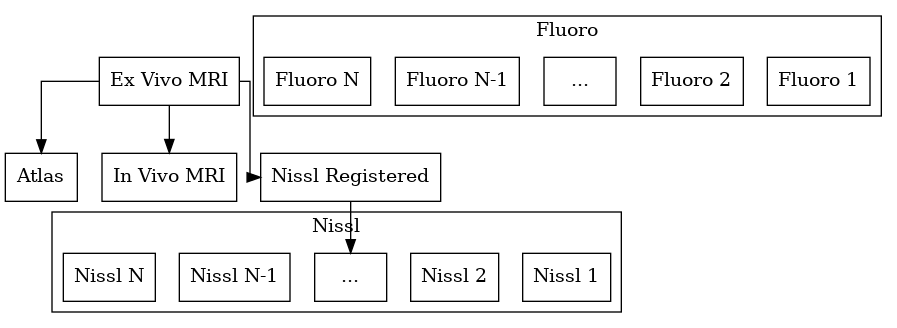 Fluoro
Ex Vivo MRI
Fluoro N
Fluoro N-1
...
Fluoro 2
Fluoro 1
Atlas
In Vivo MRI
Nissl Registered
Nissl
Nissl N
Nissl N-1
...
Nissl 2
Nissl 1